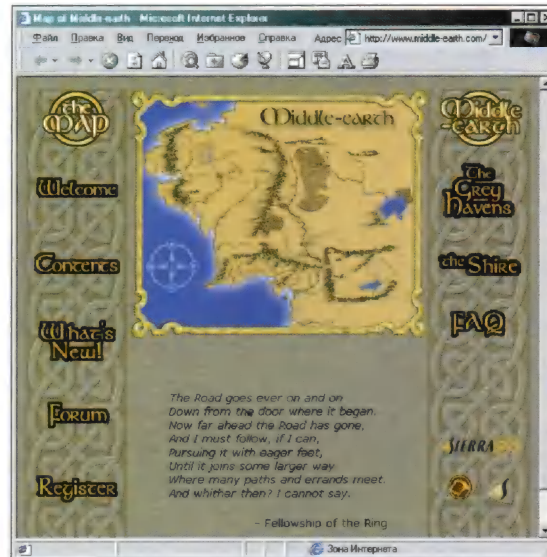 Map of Middle-earth - Microsoft Internet Explorer
Файл Правка Вид Переход Избранное Справка Адрес http://www.middle-earth.com/
the MAP
Middle-earth
Middle-earth
Welcome
The Grey Havens
Contents
the Shire
What's New!
FAQ
Forum
Register
The Road goes ever on and on
Down from the door where it began.
Now far ahead the Road has gone,
And I must follow, if I can,
Pursuing it with eager feet,
Until it joins some larger way
Where many paths and errands meet.
And whither then? I cannot say.
- Fellowship of the Ring
SIERRA
Зона Интернета